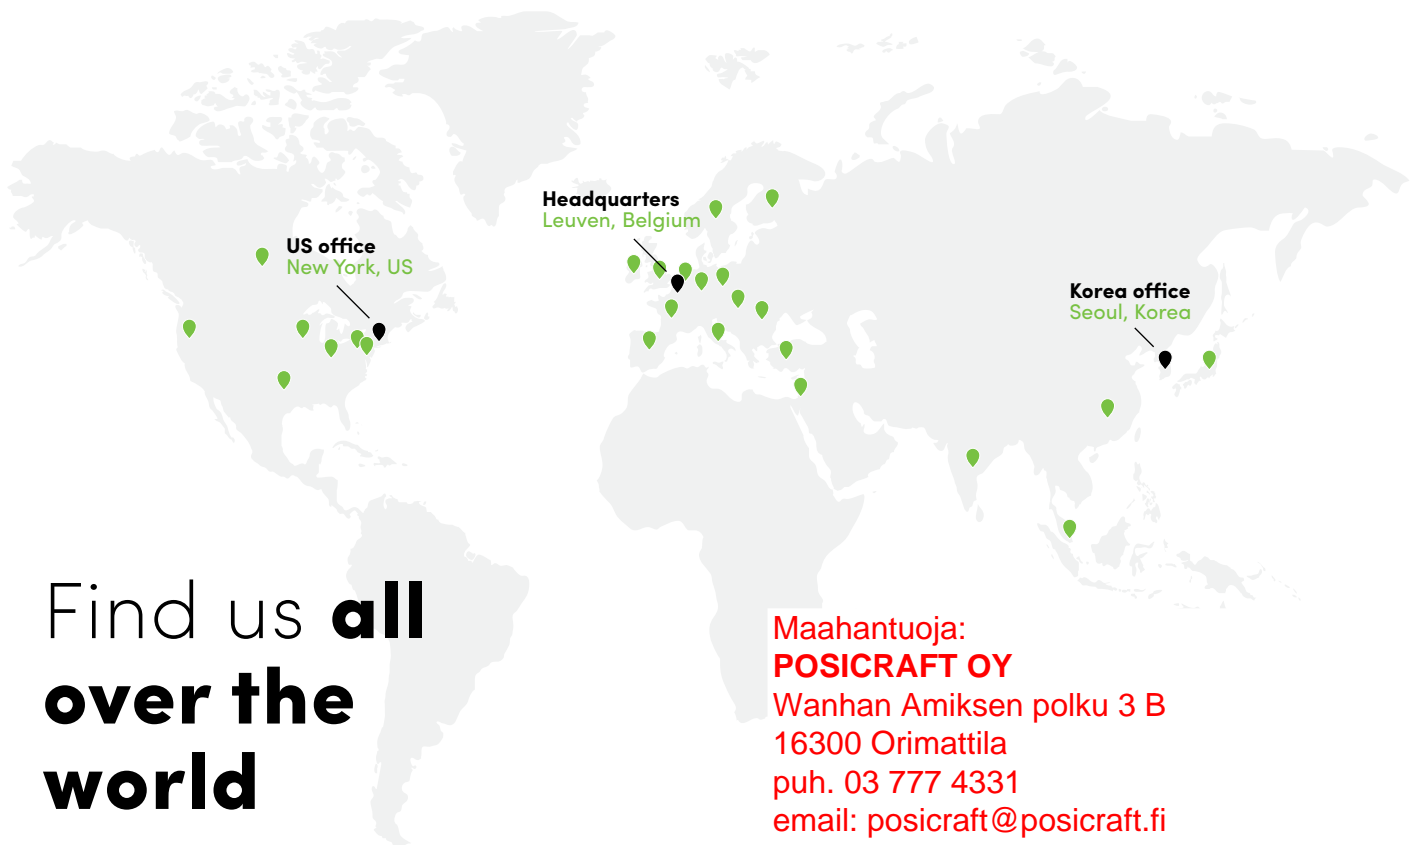 Headquarters
Leuven, Belgium
US office
New York, US
Korea office
Seoul, Korea
Find us all
over the
world
Maahantuoja:
POSICRAFT OY
Wanhan Amiksen polku 3 B
16300 Orimattila
puh. 03 777 4331
email: posicraft@posicraft.fi